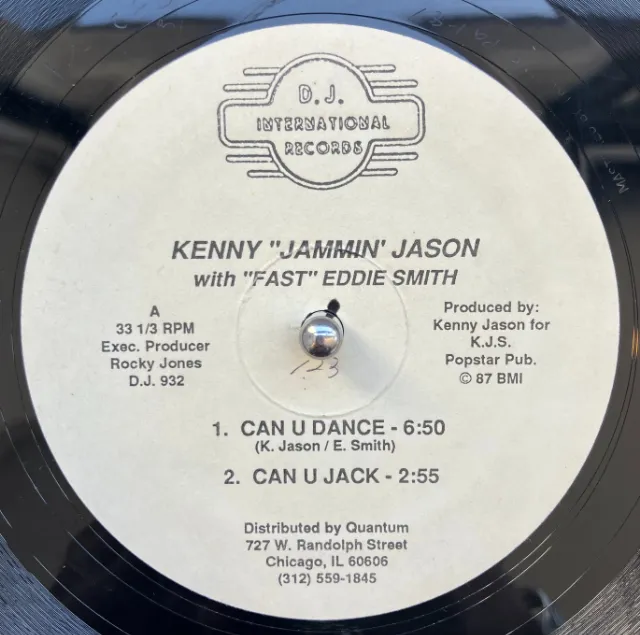 D.J.
INTERNATIONAL
RECORDS
KENNY "JAMMIN' JASON
with "FAST" EDDIE SMITH
A
33 1/3 RPM
Exec. Producer
Rocky Jones
D.J. 932
Produced by:
Kenny Jason for
K.J.S.
Popstar Pub.
© 87 BMI
123
1. CAN U DANCE - 6:50
(K. Jason / E. Smith)
2. CAN U JACK - 2:55
Distributed by Quantum
727 W. Randolph Street
Chicago, IL 60606
(312) 559-1845